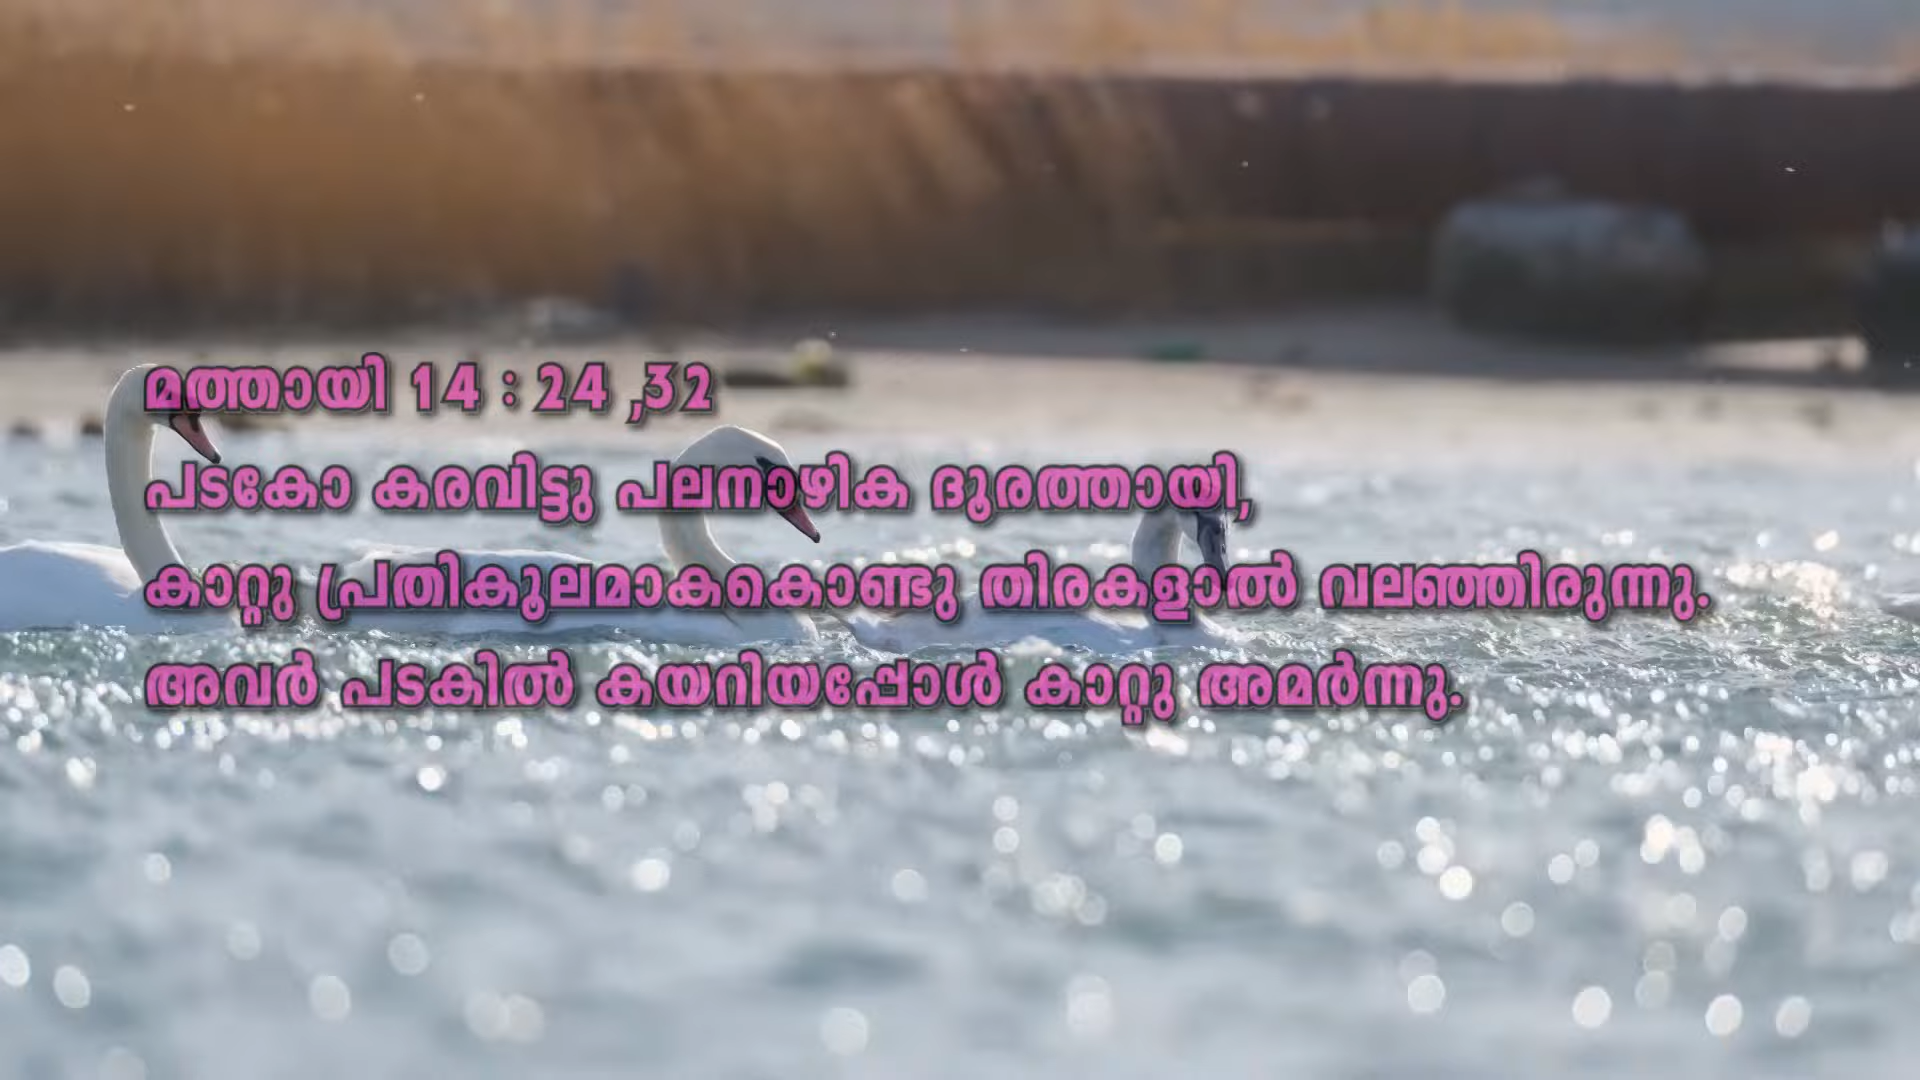 മത്തായി 14 : 24 ,32
പടകോ കരവിട്ടു പലനാഴിക ദൂരത്തായി,
കാറ്റു പ്രതികൂലമാകകൊണ്ടു തിരകളാൽ വലഞ്ഞിരുന്നു.
അവർ പടകിൽ കയറിയപ്പോൾ കാറ്റു അമർന്നു.